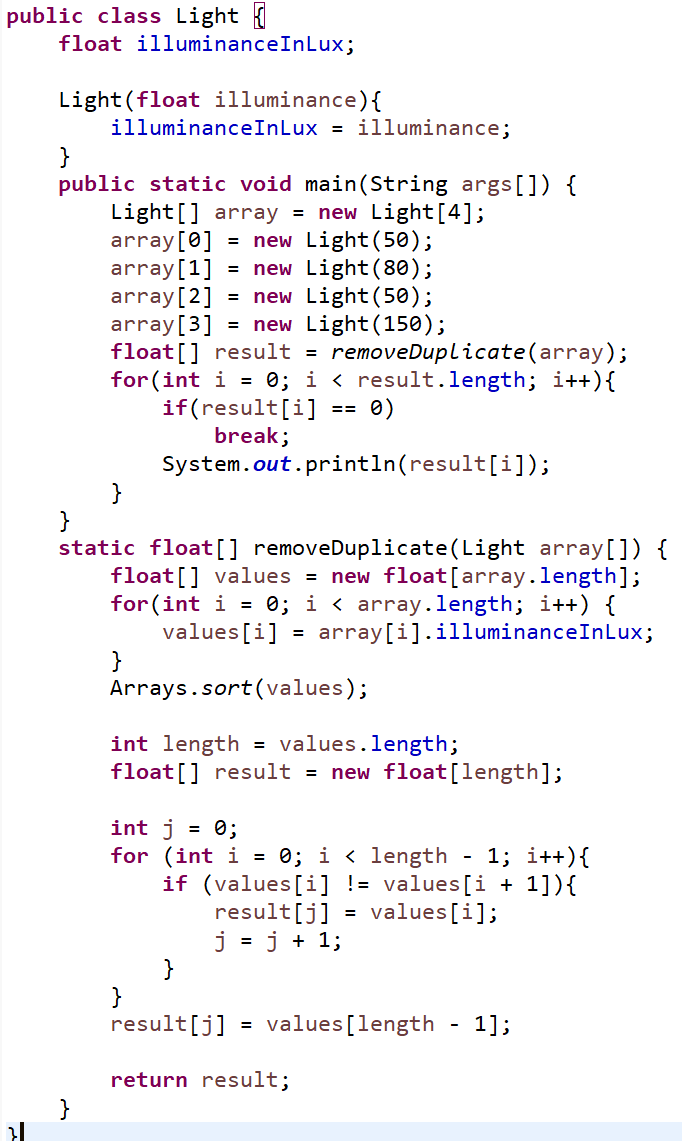 public class Light {
    float illuminanceInLux;

    Light(float illuminance){
        illuminanceInLux = illuminance;
    }
    public static void main(String args[]) {
        Light[] array = new Light[4];
        array[0] = new Light(50);
        array[1] = new Light(80);
        array[2] = new Light(50);
        array[3] = new Light(150);
        float[] result = removeDuplicate(array);
        for(int i = 0; i < result.length; i++){
            if(result[i] == 0)
                break;
            System.out.println(result[i]);
        }
    }
    static float[] removeDuplicate(Light array[]) {
        float[] values = new float[array.length];
        for(int i = 0; i < array.length; i++) {
            values[i] = array[i].illuminanceInLux;
        }
        Arrays.sort(values);

        int length = values.length;
        float[] result = new float[length];

        int j = 0;
        for (int i = 0; i < length - 1; i++){
            if (values[i] != values[i + 1]){
                result[j] = values[i];
                j = j + 1;
            }
        }
        result[j] = values[length - 1];

        return result;
    }
}